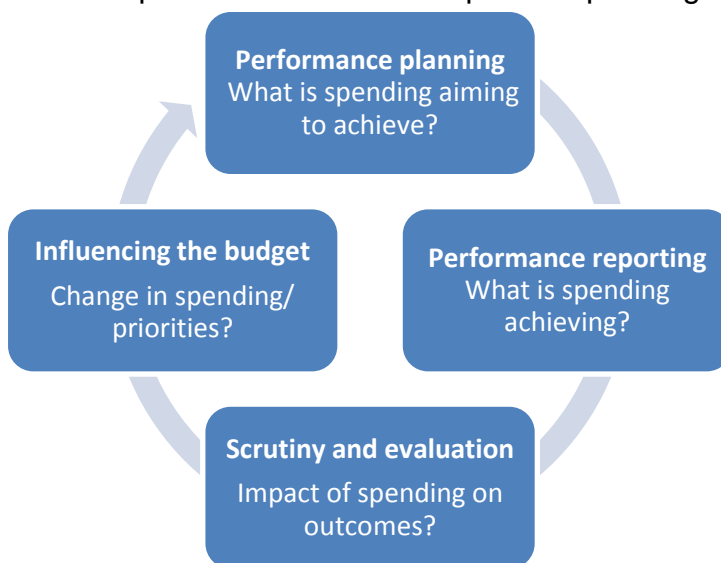 Performance planning
What is spending aiming
to achieve?
Influencing the budget
Change in spending/
priorities?
Performance reporting
What is spending
achieving?
Scrutiny and evaluation
Impact of spending on
outcomes?